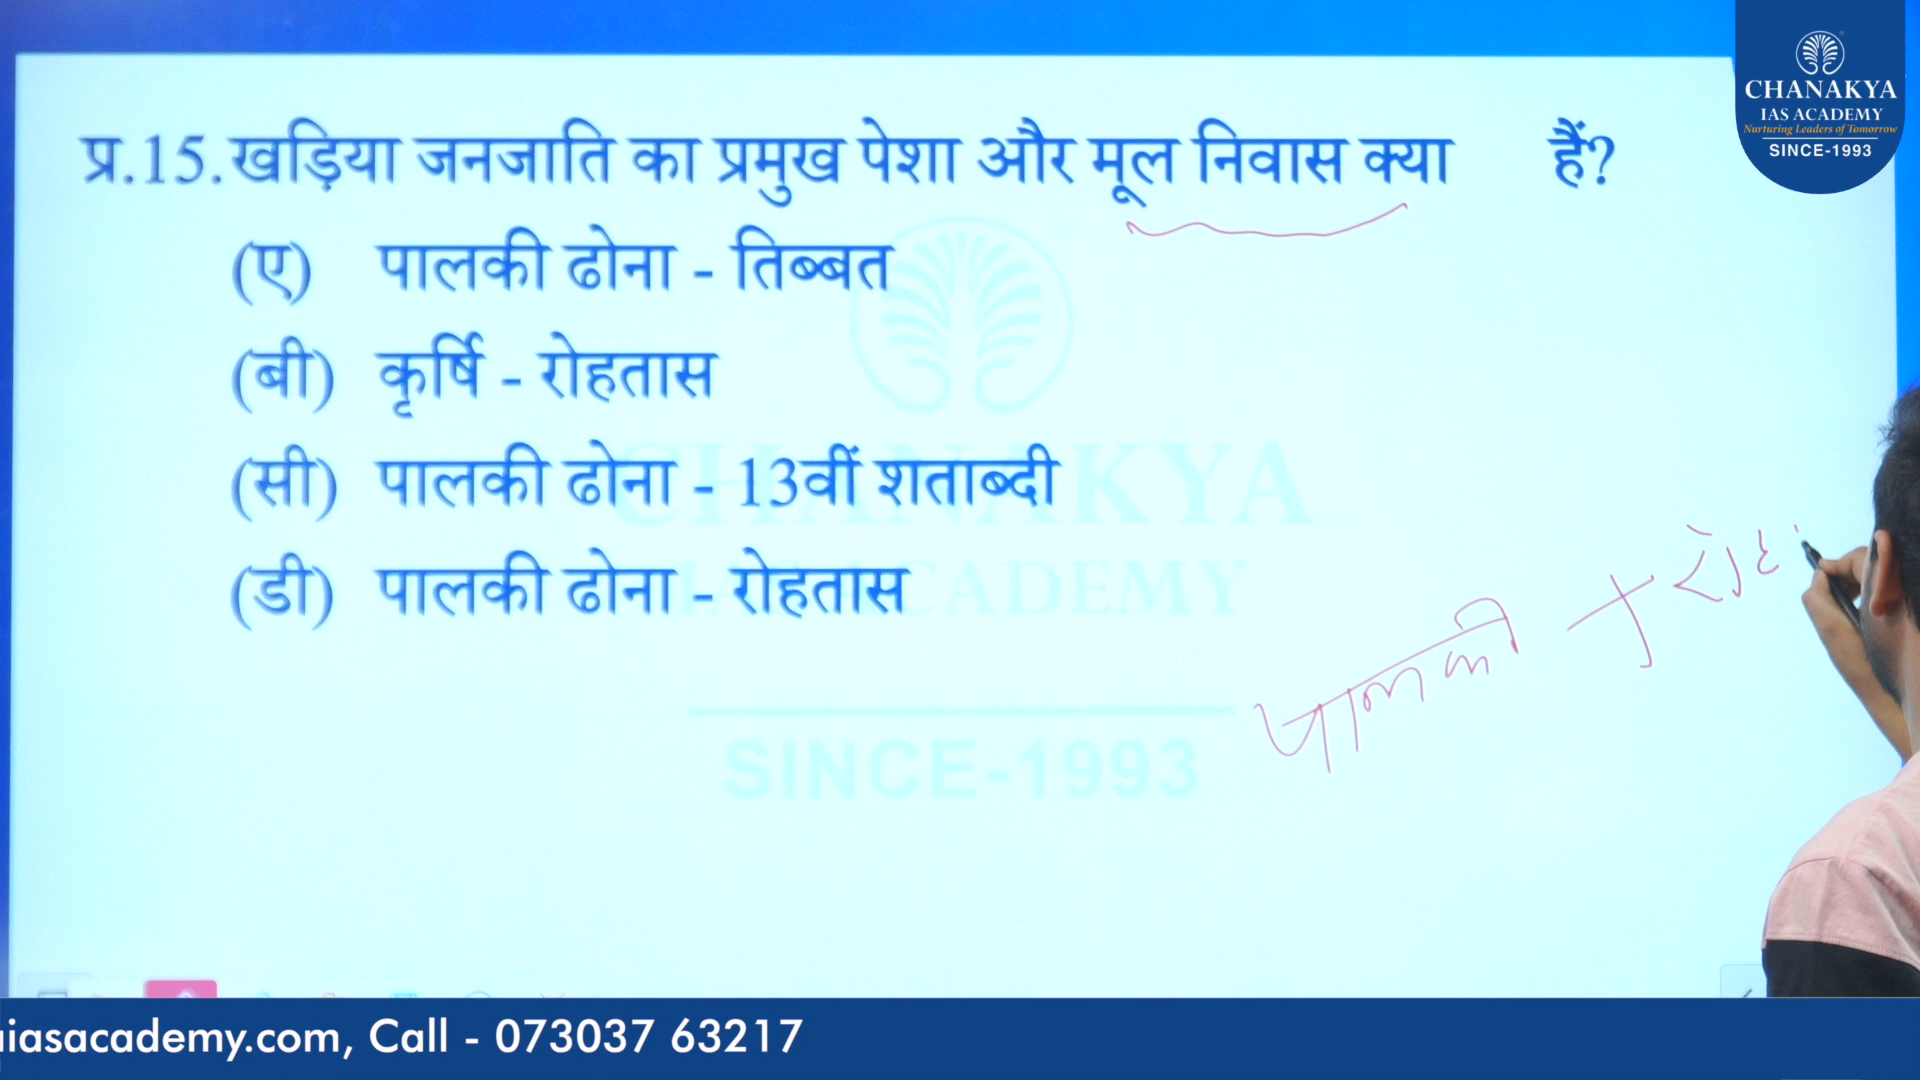 CHANAKYA
IAS ACADEMY
Nurturing Leaders of Tomorrow
SINCE-1993
प्र.15. खड़िया जनजाति का प्रमुख पेशा और मूल निवास क्या हैं?
(ए) पालकी ढोना - तिब्बत
(बी) कृर्षि - रोहतास
(सी) पालकी ढोना - 13वीं शताब्दी
(डी) पालकी ढोना - रोहतास
CHANAKYA
IAS ACADEMY
SINCE-1993
पालकी + रोह
iasacademy.com, Call - 073037 63217